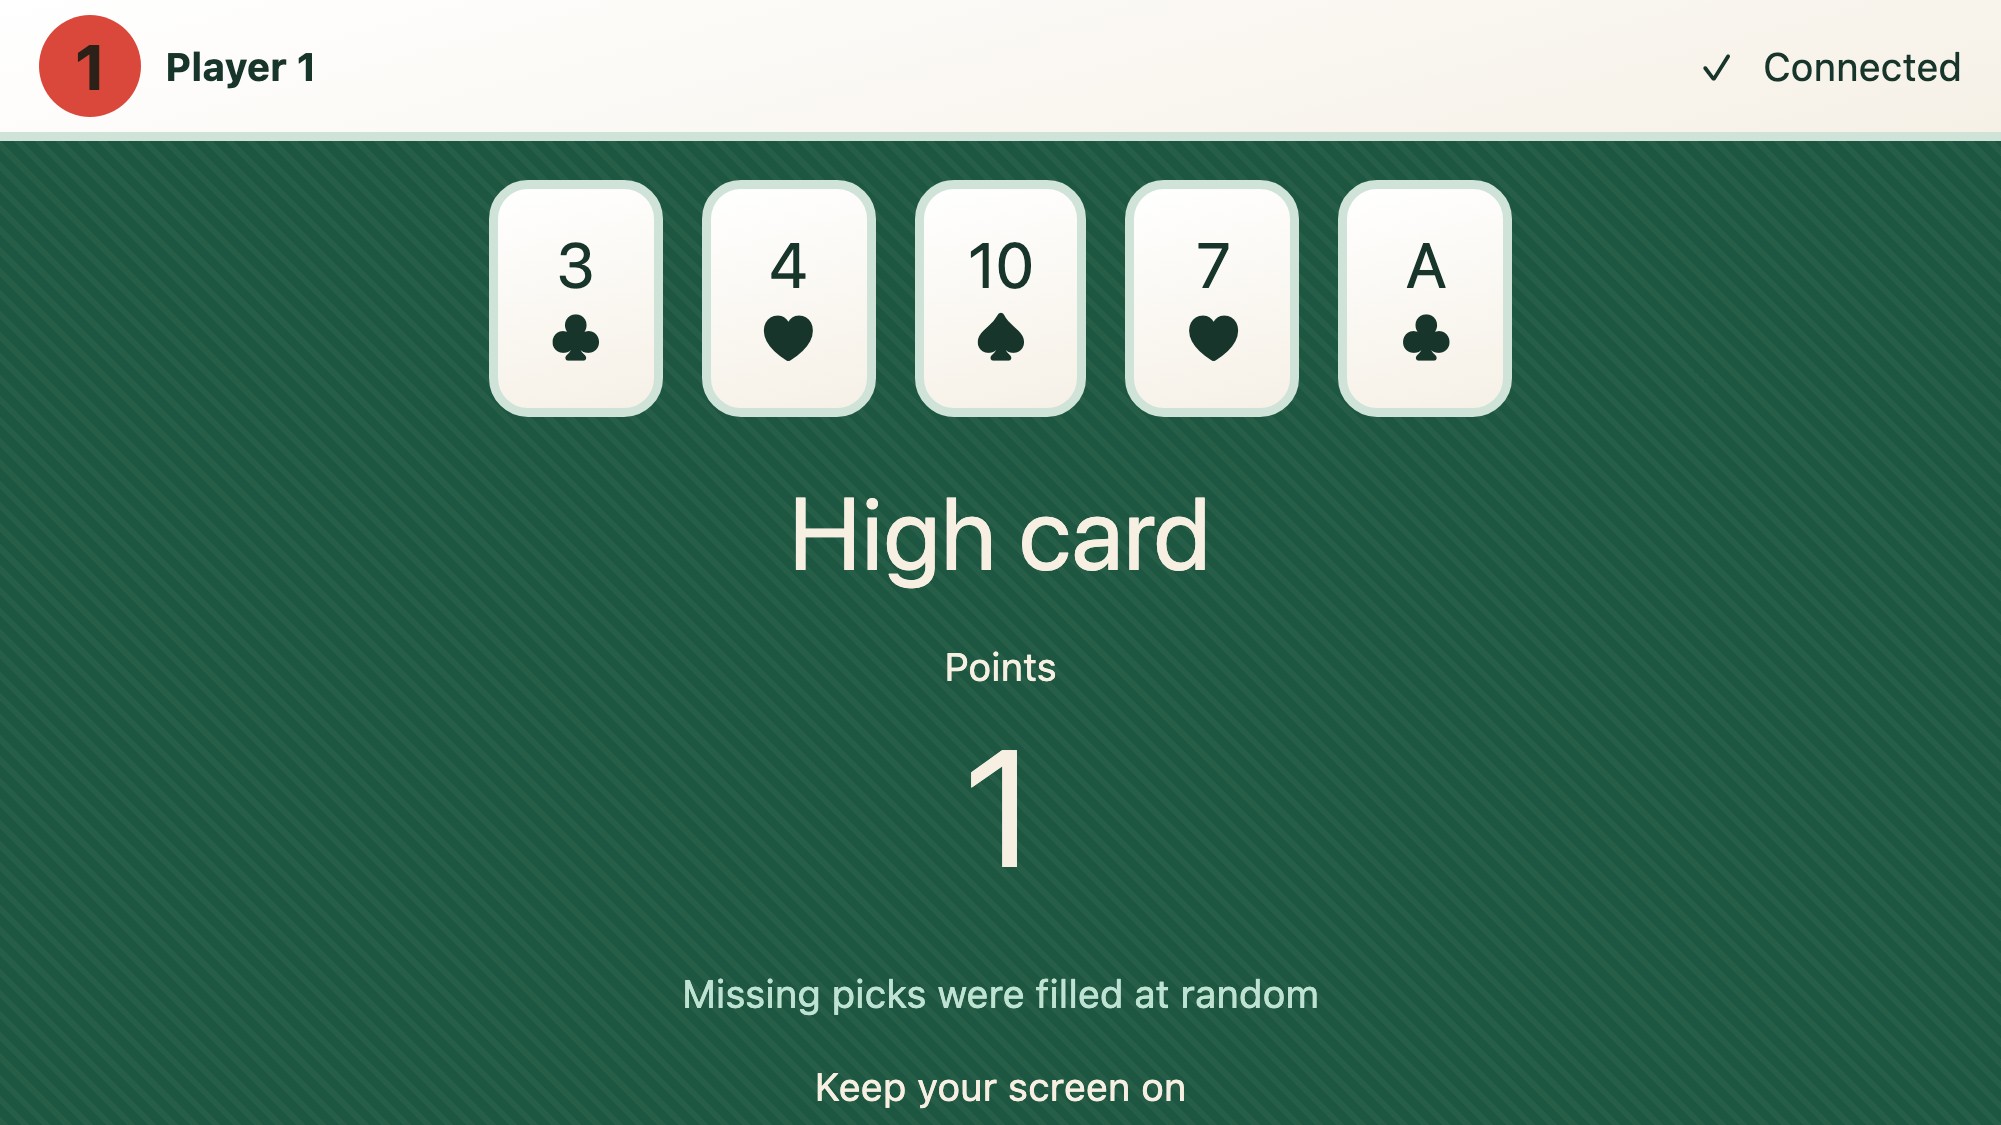 1 Player 1 ✓ Connected
3 4 10 7 A
♣ ♥ ♠ ♥ ♣
High card
Points
1
Missing picks were filled at random
Keep your screen on